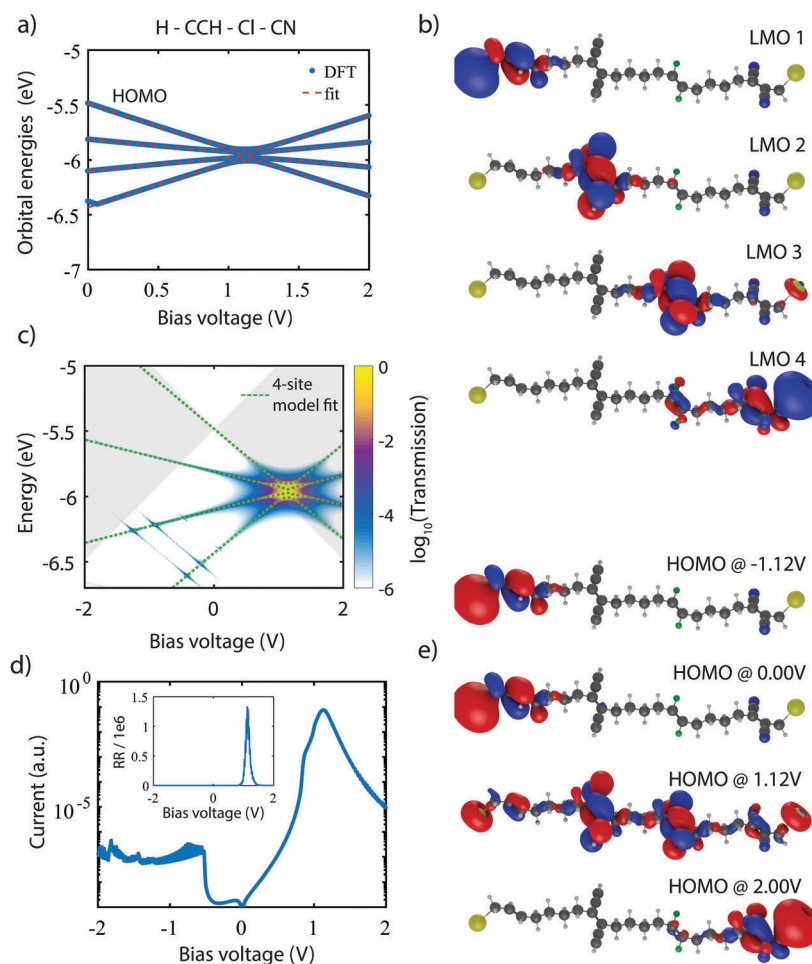 a)
H - CCH - Cl - CN
Orbital energies (eV)
-5
-5.5
-6
-6.5
-7
HOMO
DFT
fit
0
0.5
1
1.5
2
Bias voltage (V)
b)
LMO 1
LMO 2
LMO 3
LMO 4
c)
Energy (eV)
-5
-5.5
-6
-6.5
4-site
model fit
-2
0
2
Bias voltage (V)
0
-2
-4
-6
log10(Transmission)
d)
Current (a.u.)
10^0
10^-5
RR / 1e6
1.5
1
0.5
0
-2
0
2
Bias voltage (V)
-2
-1
0
1
2
Bias voltage (V)
HOMO @ -1.12V
e)
HOMO @ 0.00V
HOMO @ 1.12V
HOMO @ 2.00V